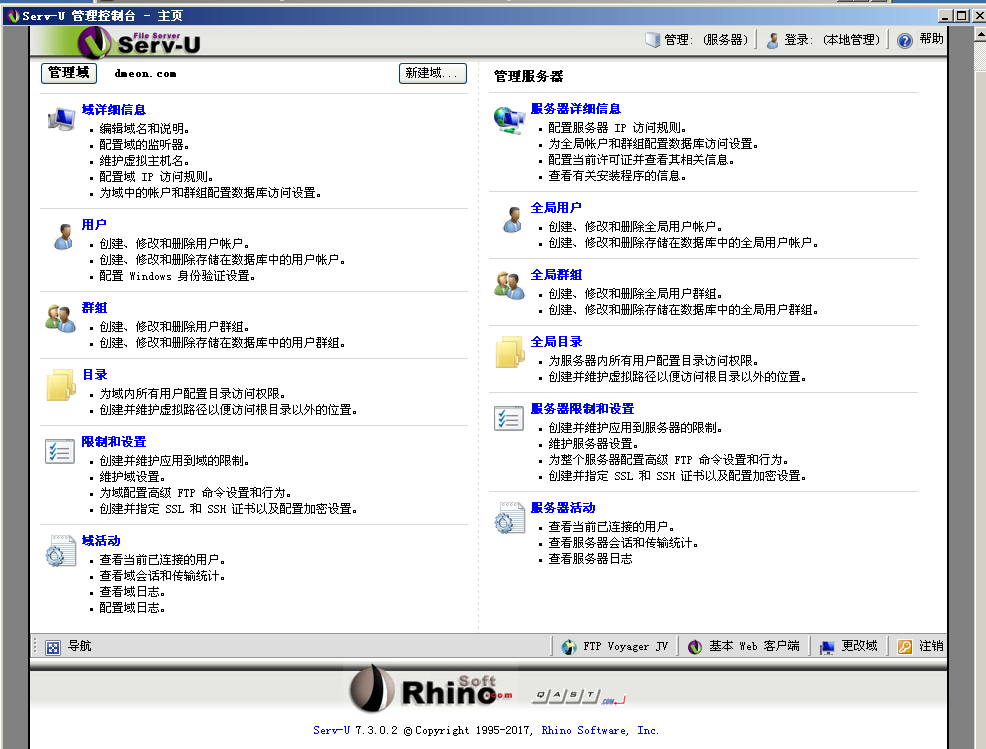 Serv-U 管理控制台 - 主页
File Server
Serv-U
管理: (服务器)
登录: (本地管理)
帮助
管理域
dmeon.com
新建域...
域详细信息
编辑域名和说明。
配置域的监听器。
维护虚拟主机名。
配置域 IP 访问规则。
为域中的帐户和群组配置数据库访问设置。
用户
创建、修改和删除用户帐户。
创建、修改和删除存储在数据库中的用户帐户。
配置 Windows 身份验证设置。
群组
创建、修改和删除用户群组。
创建、修改和删除存储在数据库中的用户群组。
目录
为域内所有用户配置目录访问权限。
创建并维护虚拟路径以便访问根目录以外的位置。
限制和设置
创建并维护应用到域的限制。
维护域设置。
为域配置高级 FTP 命令设置和行为。
创建并指定 SSL 和 SSH 证书以及配置加密设置。
域活动
查看当前已连接的用户。
查看域会话和传输统计。
查看域日志。
配置域日志。
管理服务器
服务器详细信息
配置服务器 IP 访问规则。
为全局帐户和群组配置数据库访问设置。
配置当前许可证并查看其相关信息。
查看有关安装程序的信息。
全局用户
创建、修改和删除全局用户帐户。
创建、修改和删除存储在数据库中的全局用户帐户。
全局群组
创建、修改和删除全局用户群组。
创建、修改和删除存储在数据库中的全局用户群组。
全局目录
为服务器内所有用户配置目录访问权限。
创建并维护虚拟路径以便访问根目录以外的位置。
服务器限制和设置
创建并维护应用到服务器的限制。
维护服务器设置。
为整个服务器配置高级 FTP 命令设置和行为。
创建并指定 SSL 和 SSH 证书以及配置加密设置。
服务器活动
查看当前已连接的用户。
查看服务器会话和传输统计。
查看服务器日志
导航
FTP Voyager JV
基本 Web 客户端
更改域
注销
RhinoSoft.com
QAST.COM
Serv-U 7.3.0.2 ©Copyright 1995-2017, Rhino Software, Inc.